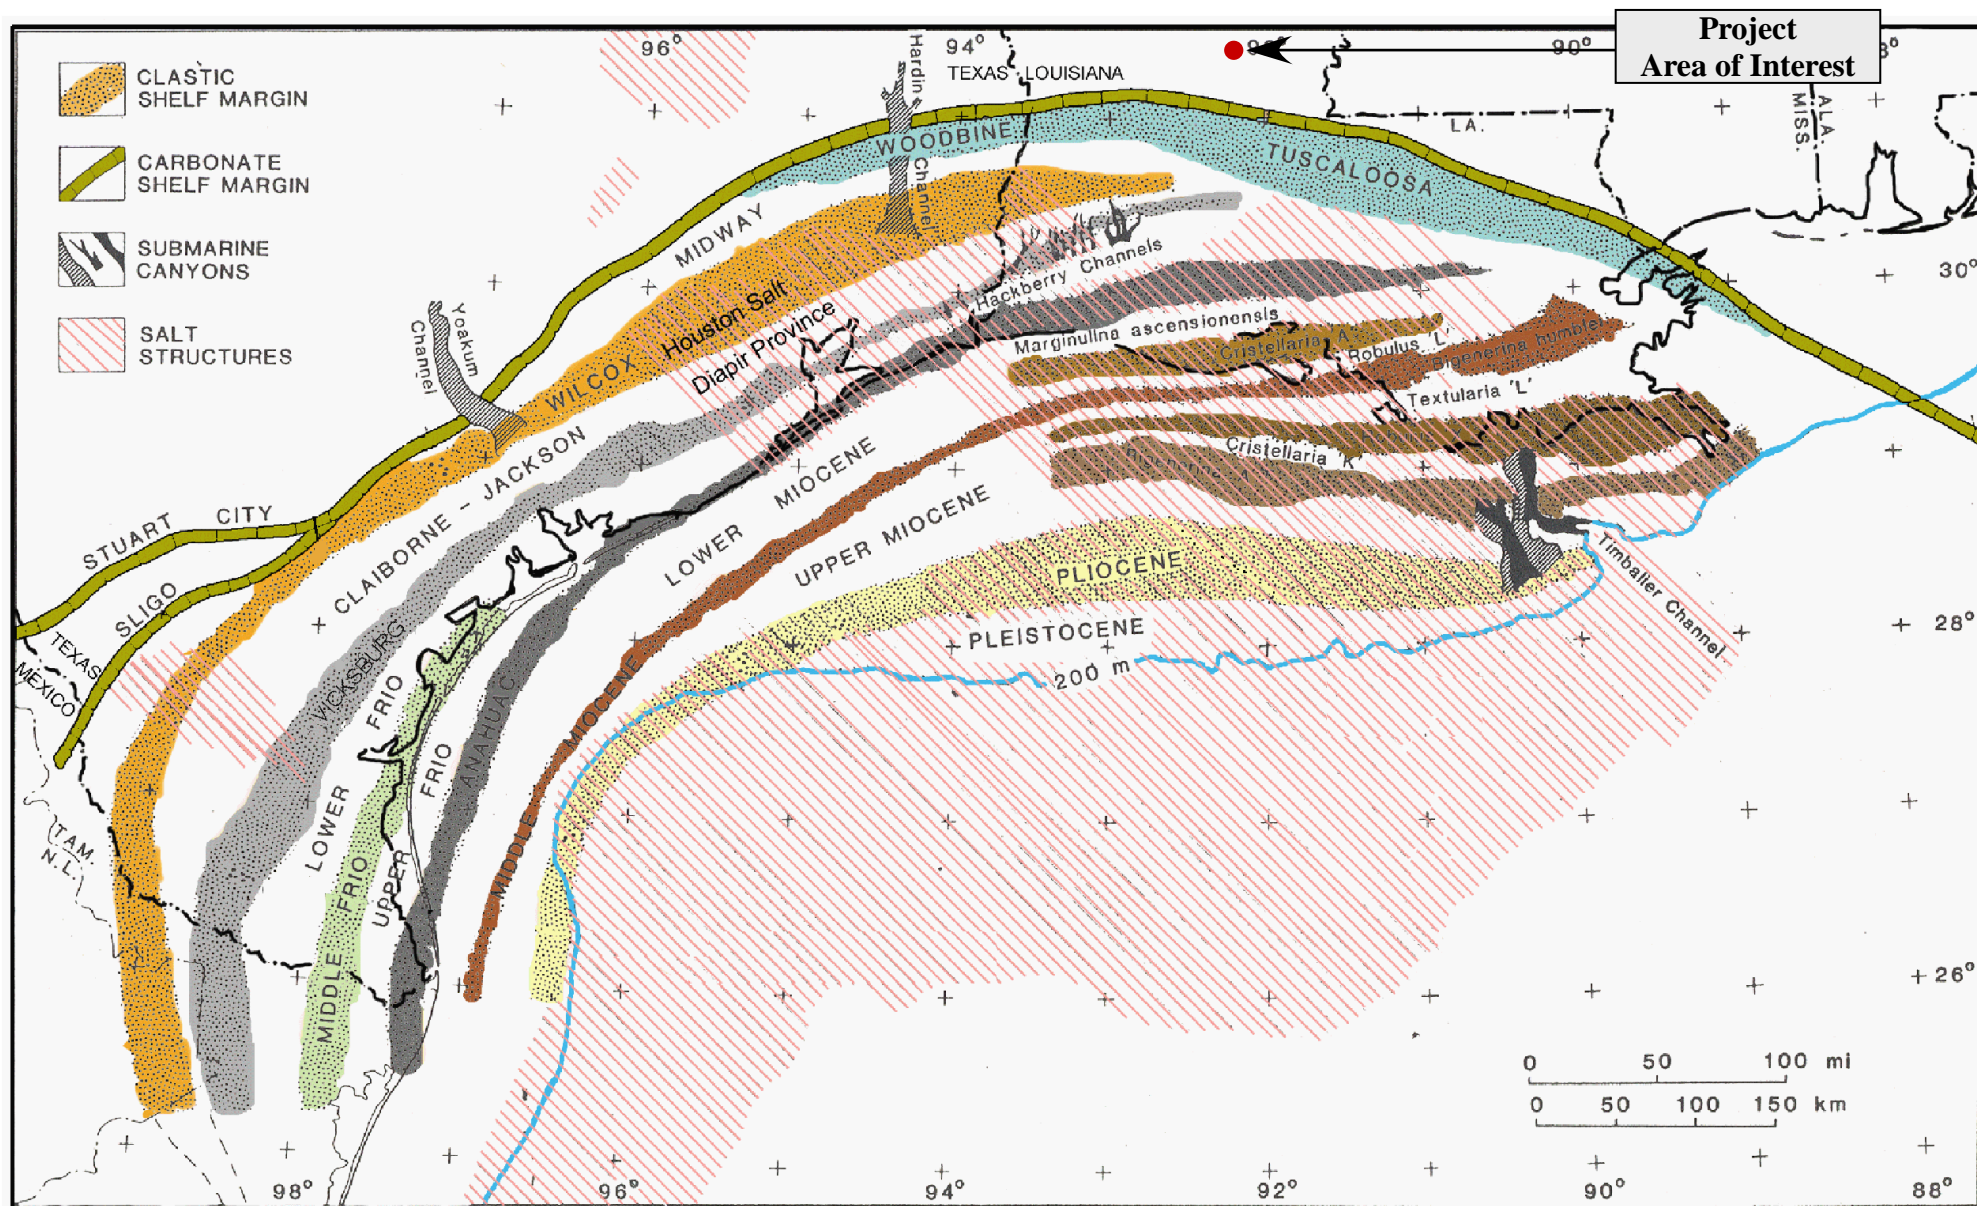 Project
Area of Interest
96°
94°
90°
8°
TEXAS
LOUISIANA
CLASTIC
SHELF MARGIN
CARBONATE
SHELF MARGIN
SUBMARINE
CANYONS
SALT
STRUCTURES
Hardin
Channel
WOODBINE
TUSCALOOSA
LA.
MISS.
ALA.
MIDWAY
30°
Yoakum
Channel
Houston Salt
Diapir Province
WILCOX
Hackberry Channels
Marginulina ascensionensis
Cristellaria 'A'
Robulus 'L'
Bigenerina humblei
Textularia 'L'
Cristellaria 'K'
CLAIBORNE - JACKSON
STUART CITY
SLIGO
TEXAS
MEXICO
VICKSBURG
LOWER FRIO
MIDDLE FRIO
UPPER FRIO
ANAHUAC
LOWER MIOCENE
MIDDLE MIOCENE
UPPER MIOCENE
PLIOCENE
PLEISTOCENE
200 m
Timbalier Channel
28°
TAM.
N.L.
26°
0 50 100 mi
0 50 100 150 km
98°
96°
94°
92°
90°
88°